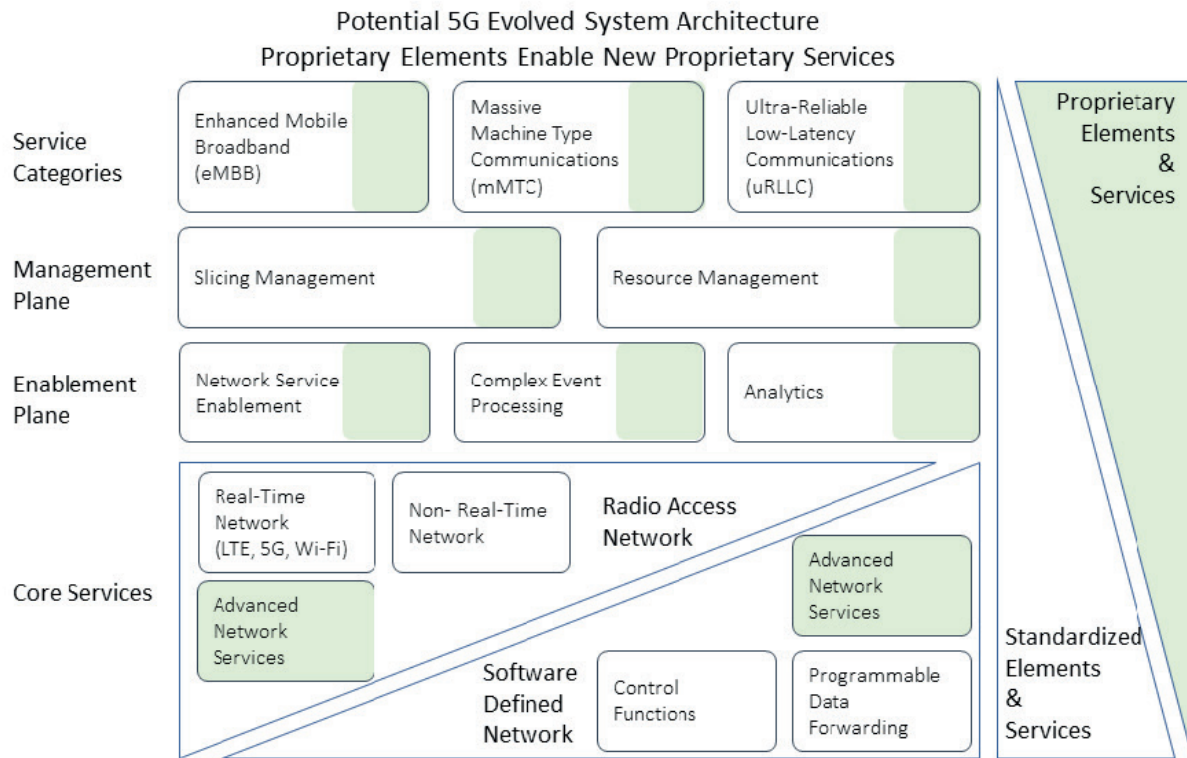 Potential 5G Evolved System Architecture
Proprietary Elements Enable New Proprietary Services
Service
Categories
Enhanced Mobile
Broadband
(eMBB)
Massive
Machine Type
Communications
(mMTC)
Ultra-Reliable
Low-Latency
Communications
(uRLLC)
Proprietary
Elements
&
Services
Management
Plane
Slicing Management
Resource Management
Enablement
Plane
Network Service
Enablement
Complex Event
Processing
Analytics
Core Services
Real-Time
Network
(LTE, 5G, Wi-Fi)
Non- Real-Time
Network
Radio Access
Network
Advanced
Network
Services
Advanced
Network
Services
Software
Defined
Network
Control
Functions
Programmable
Data
Forwarding
Standardized
Elements
&
Services